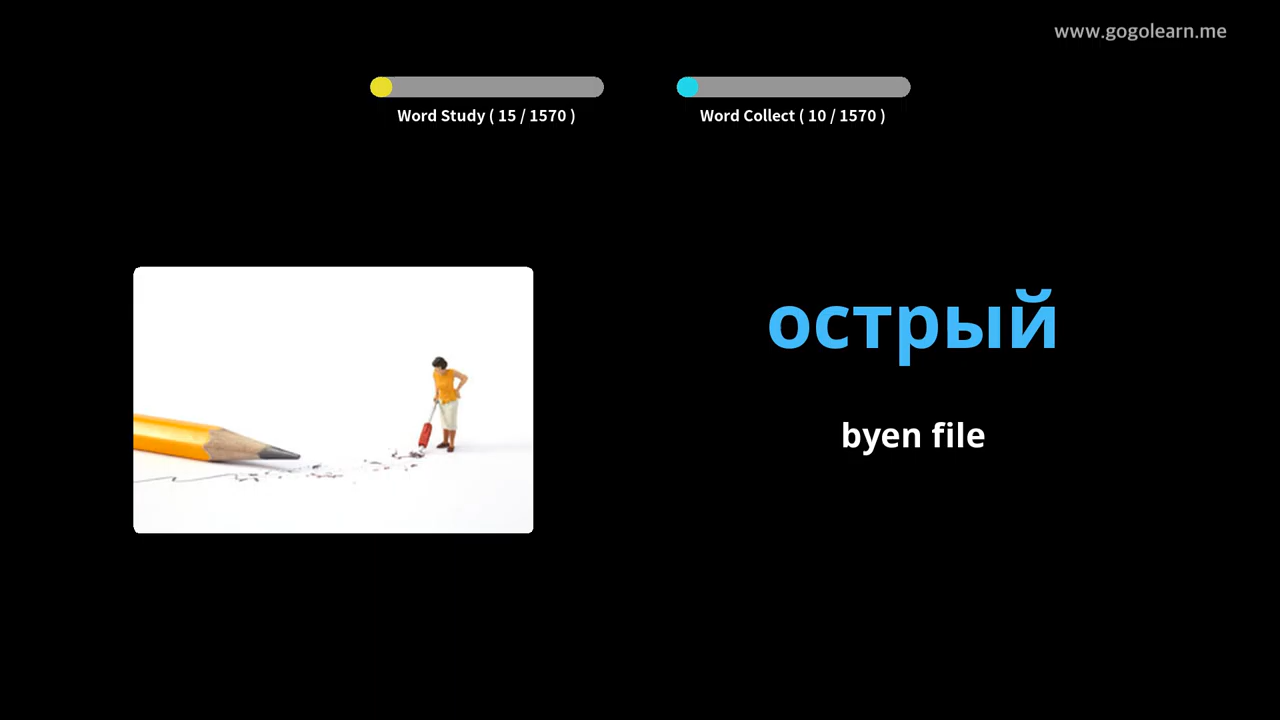 www.gogolearn.me
Word Study ( 15 / 1570 )
Word Collect ( 10 / 1570 )
острый
byen file